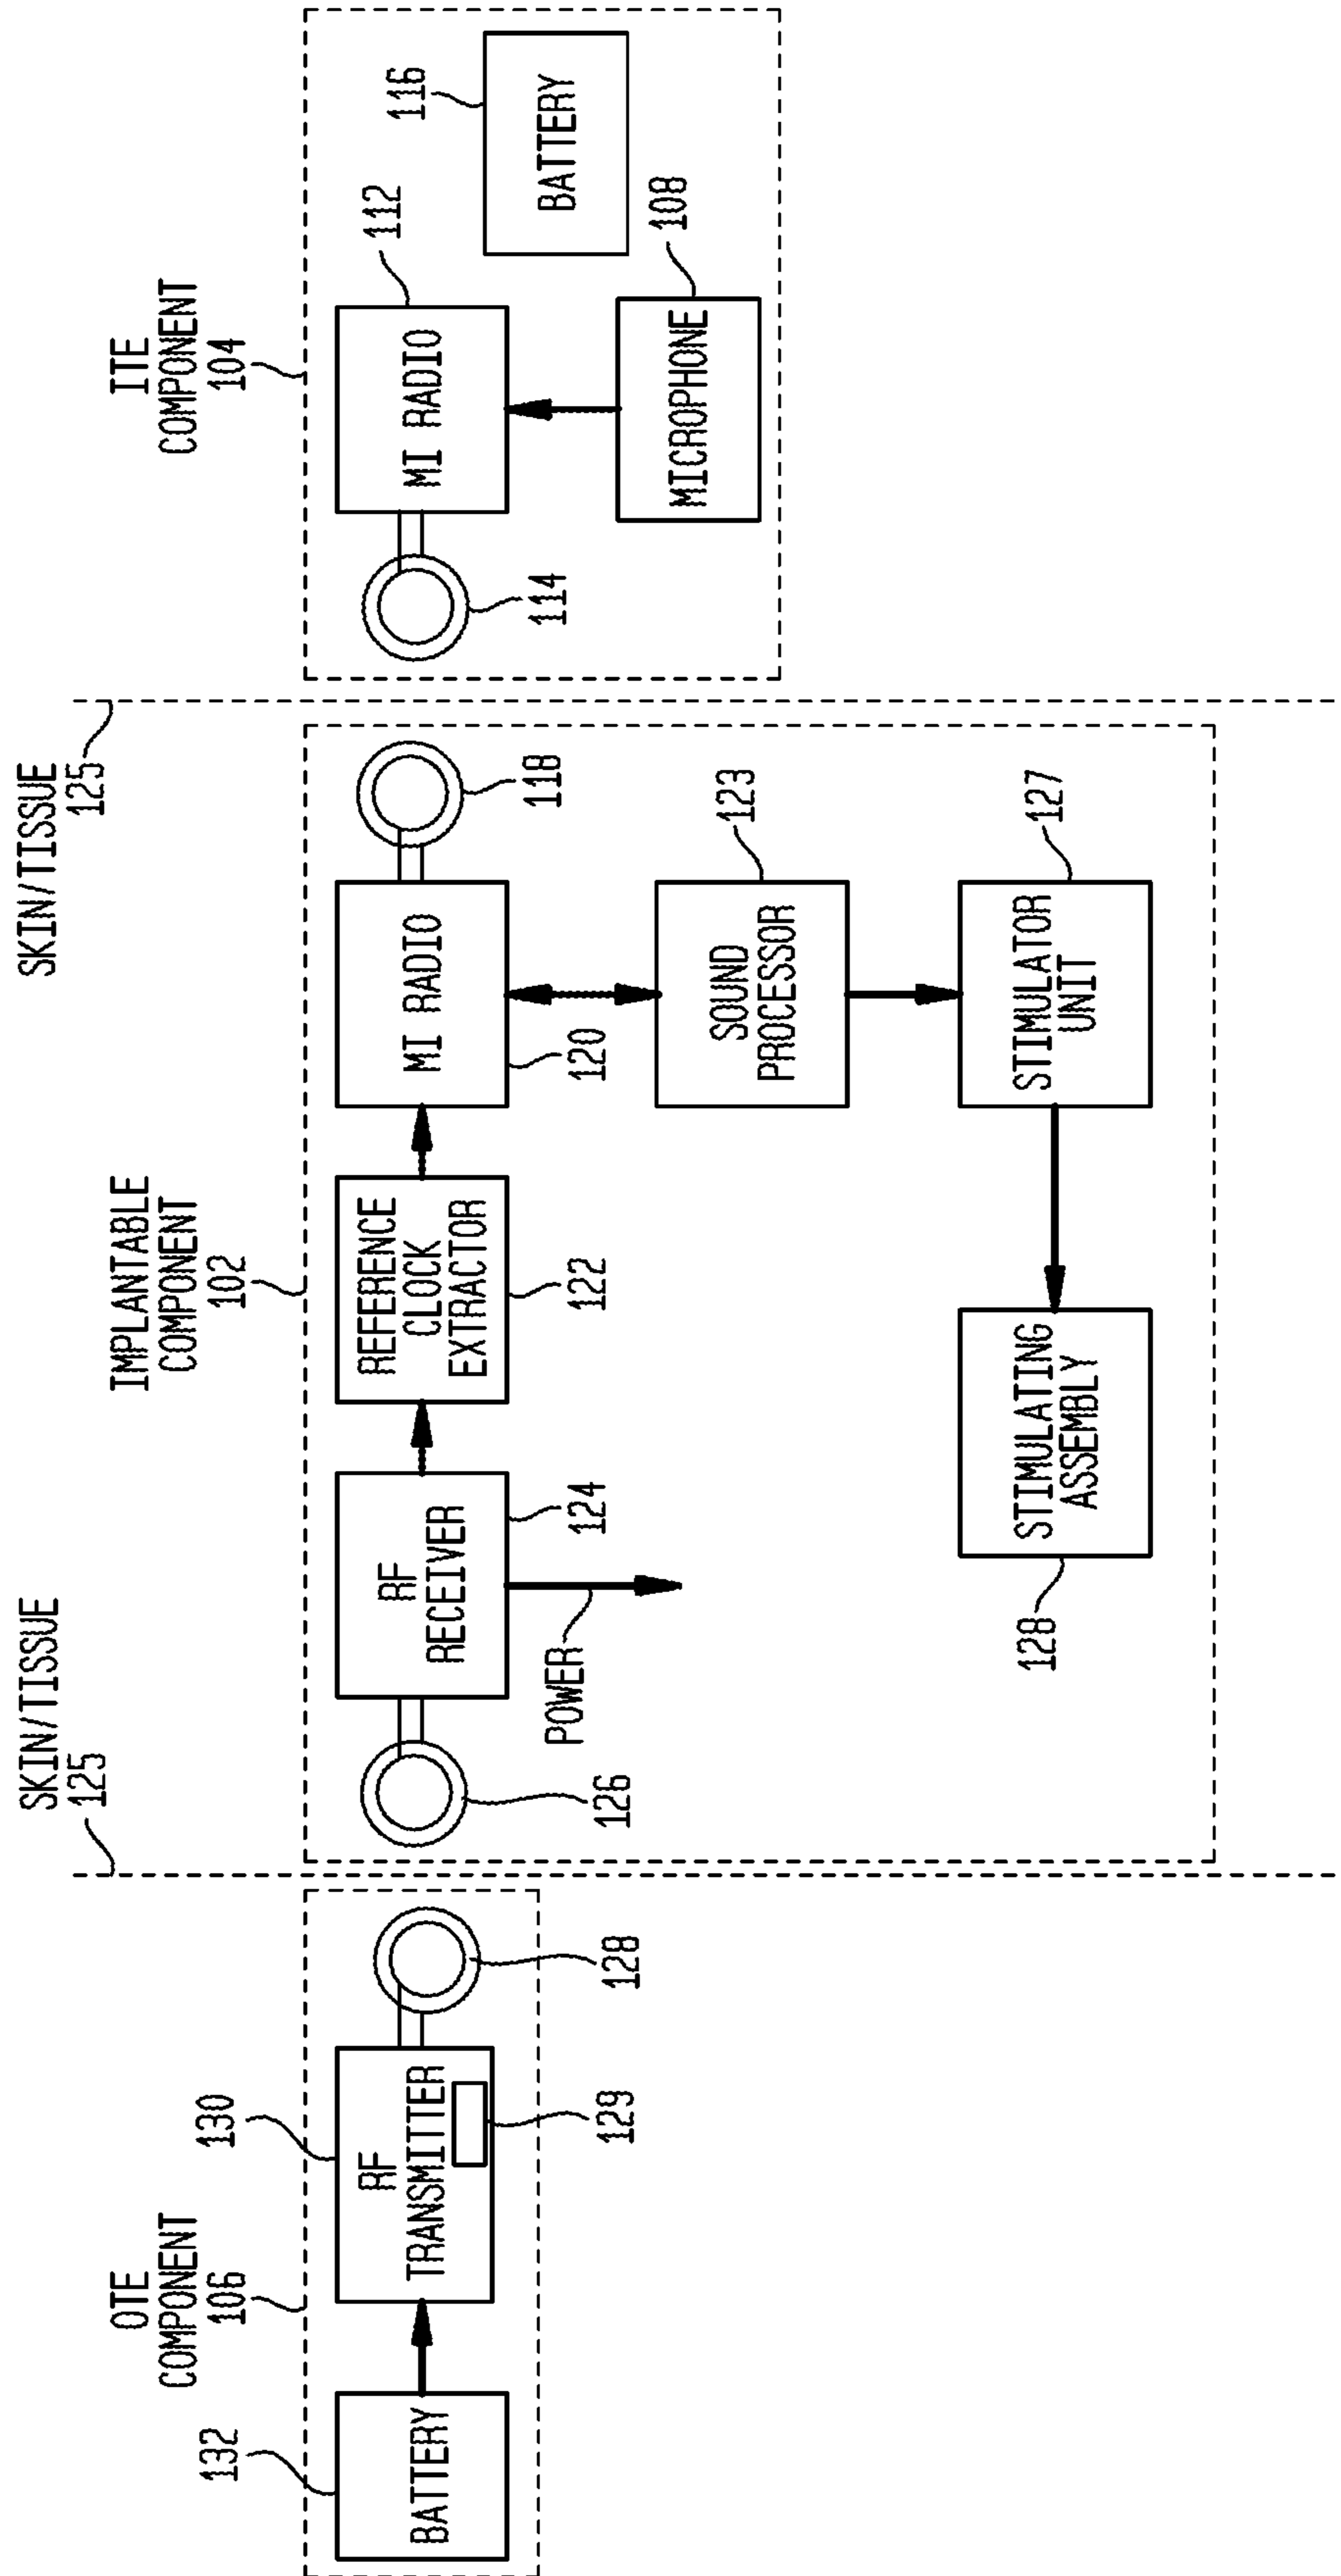 SKIN/TISSUE
125
SKIN/TISSUE
125
OTE
COMPONENT
106
132
BATTERY
130
RF
TRANSMITTER
129
128
IMPLANTABLE
COMPONENT
102
126
RF
RECEIVER
124
POWER
REFERENCE
CLOCK
EXTRACTOR
122
MI RADIO
120
118
SOUND
PROCESSOR
123
STIMULATOR
UNIT
127
STIMULATING
ASSEMBLY
128
ITE
COMPONENT
104
114
MI RADIO
112
BATTERY
116
MICROPHONE
108